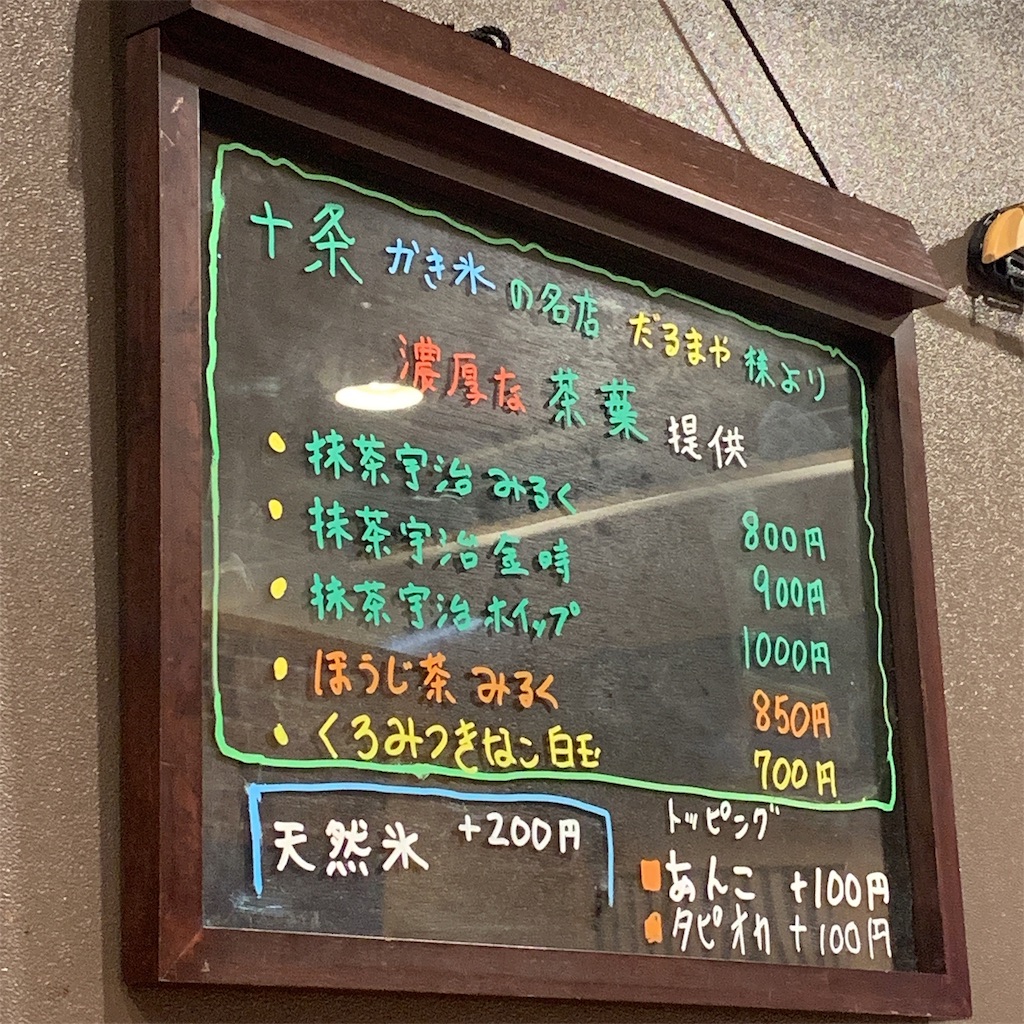 十条 かき氷 の名店 だるまや 様より
濃厚な 茶葉 提供
• 抹茶宇治 みるく 800円
• 抹茶宇治 金時 900円
• 抹茶宇治 ホイップ 1000円
• ほうじ茶 みるく 850円
• くろみつきなこ 白玉 700円
天然氷 +200円
トッピング
あんこ +100円
タピオカ +100円